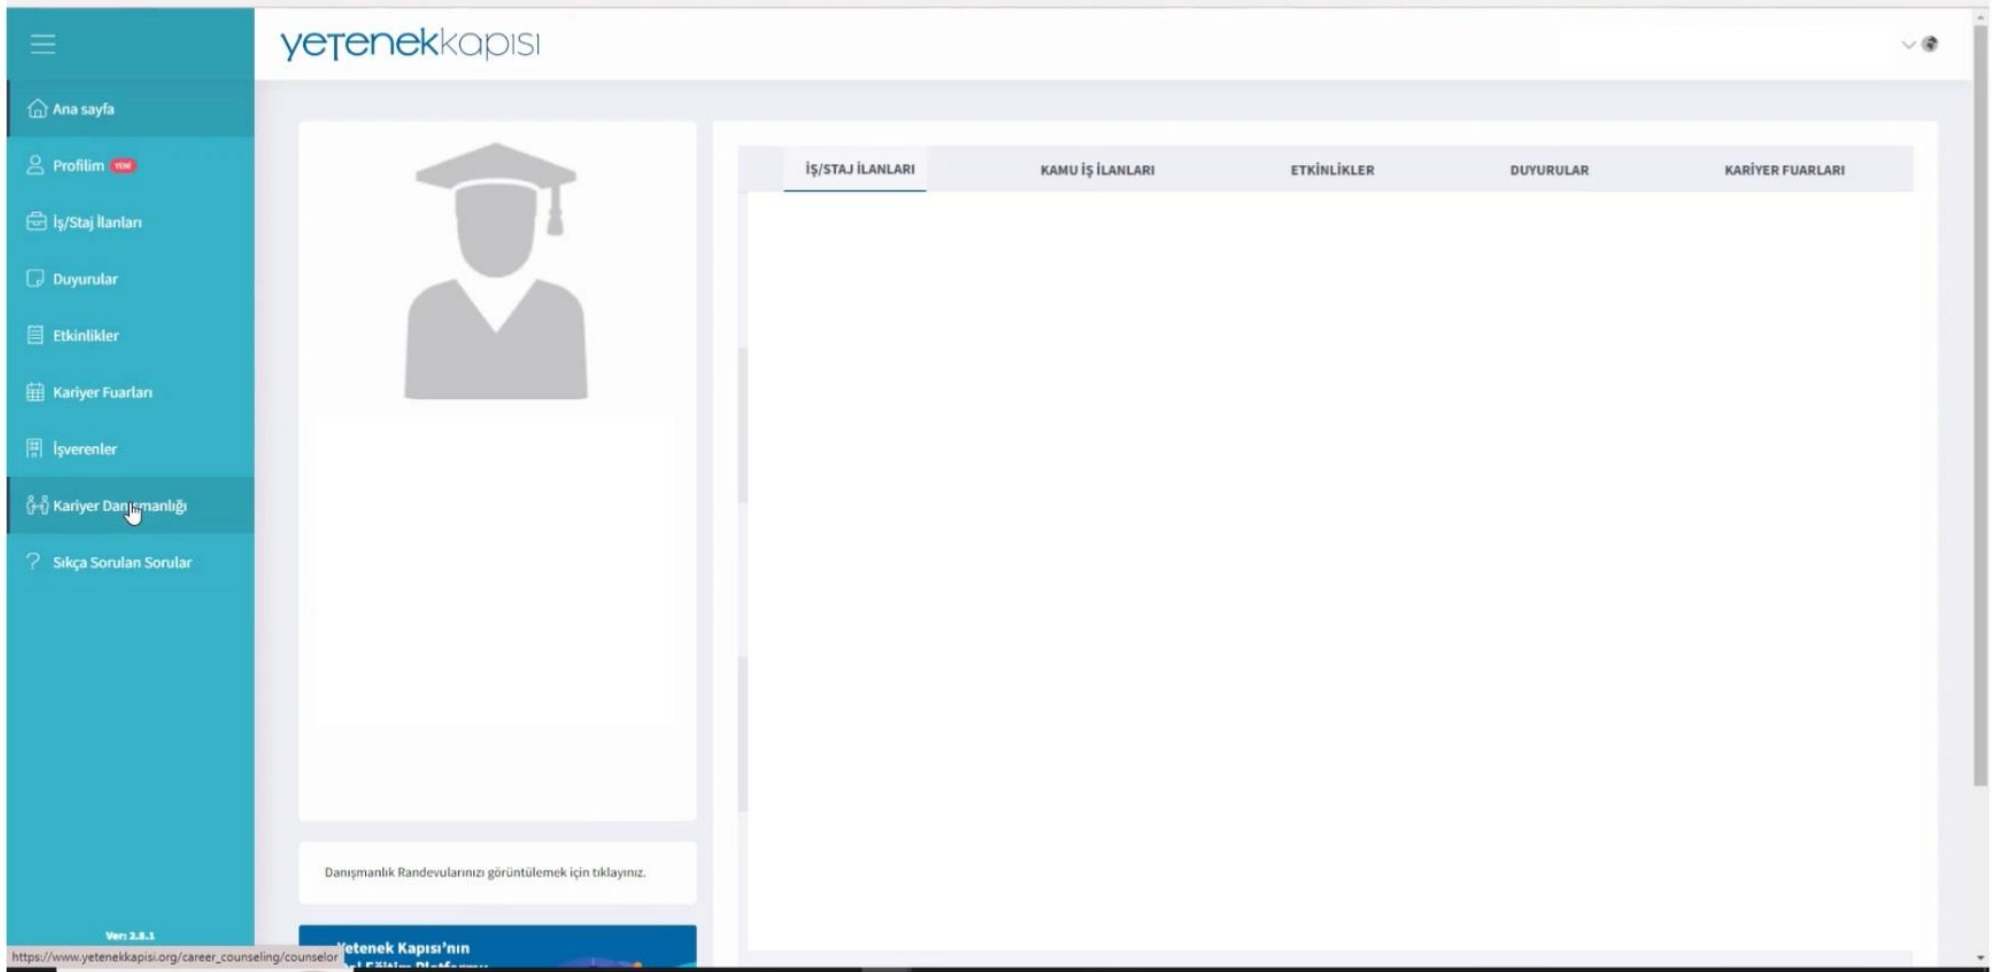 yetenekkapısı
Ana sayfa
Profilim YENİ
İş/Staj İlanları
Duyurular
Etkinlikler
Kariyer Fuarları
İşverenler
Kariyer Danışmanlığı
Sıkça Sorulan Sorular
Ver: 2.8.1
https://www.yetenekkapisi.org/career_counseling/counselor
Danışmanlık Randevularınızı görüntülemek için tıklayınız.
Yetenek Kapısı'nın
Eğitim Platformu
İŞ/STAJ İLANLARI
KAMU İŞ İLANLARI
ETKİNLİKLER
DUYURULAR
KARİYER FUARLARI